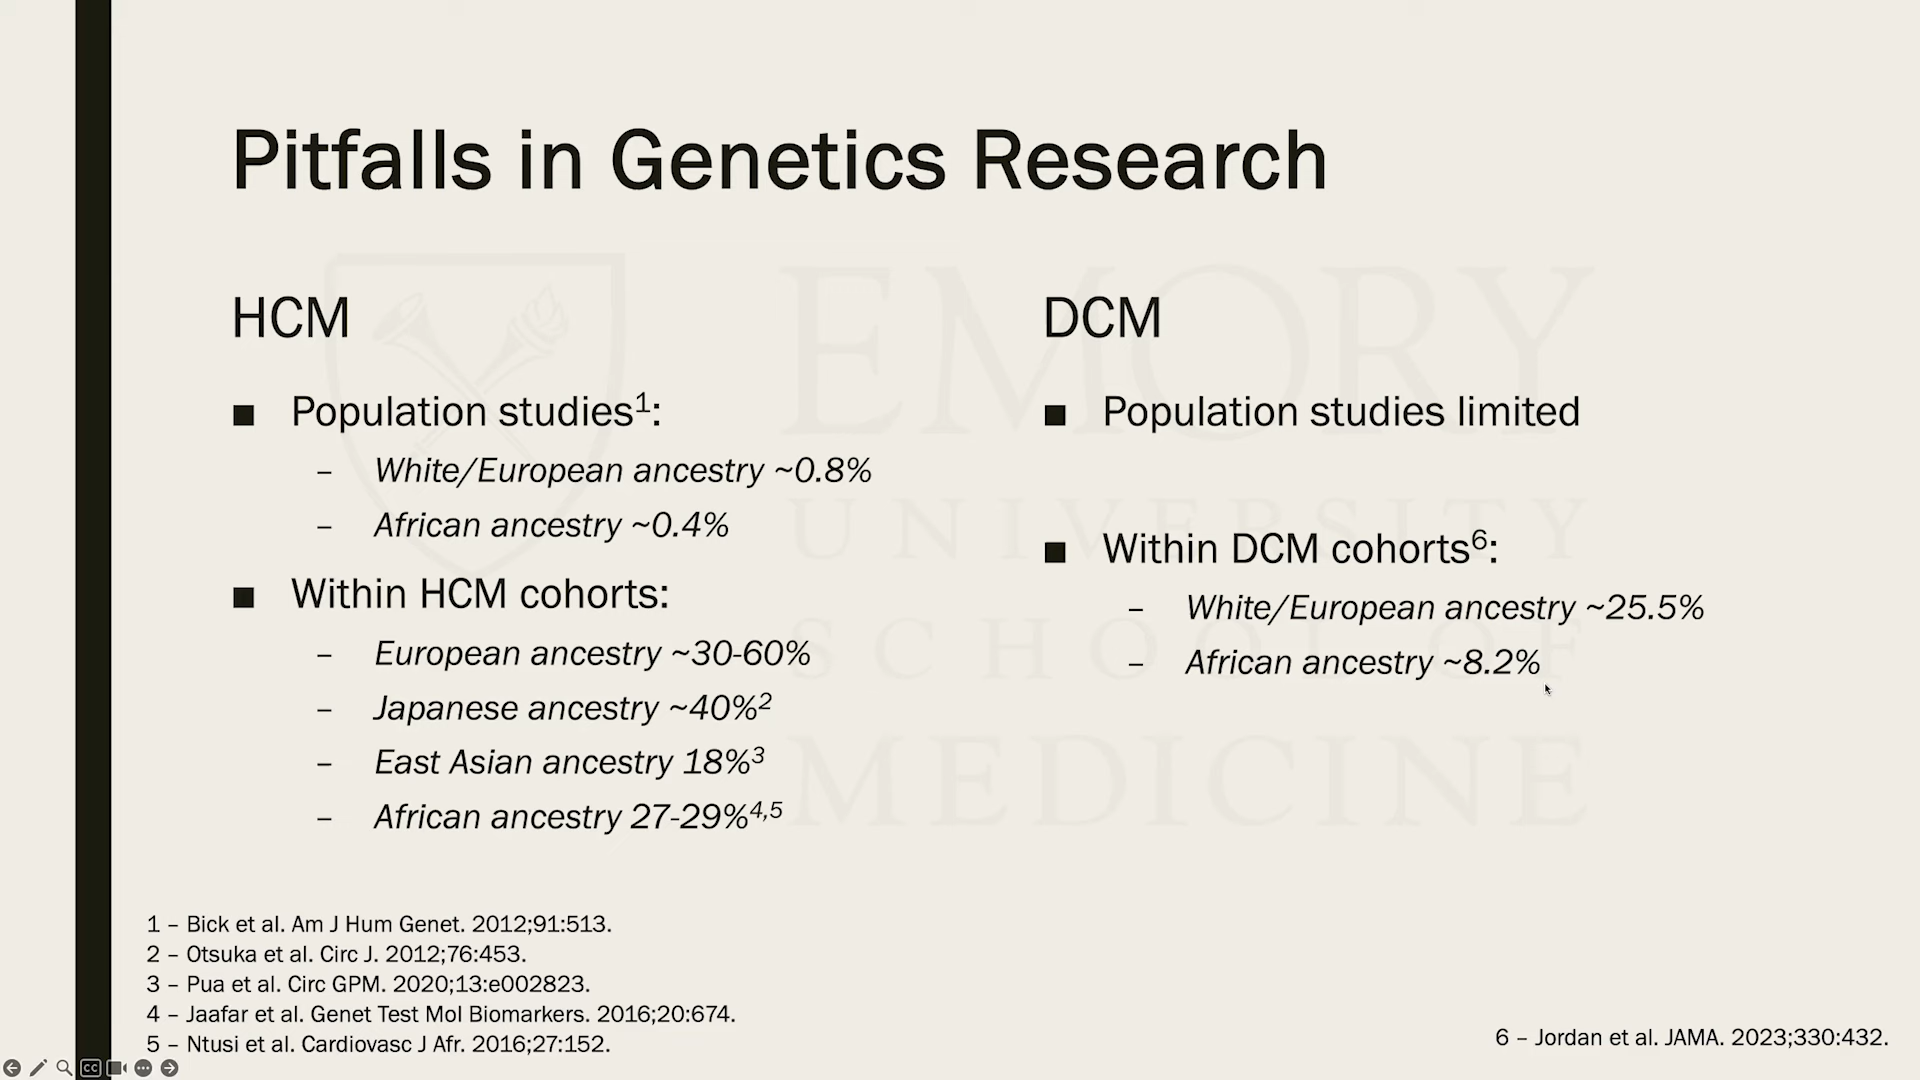 Pitfalls in Genetics Research
HCM
■ Population studies¹:
– White/European ancestry ~0.8%
– African ancestry ~0.4%
■ Within HCM cohorts:
– European ancestry ~30-60%
– Japanese ancestry ~40%²
– East Asian ancestry 18%³
– African ancestry 27-29%⁴,⁵
DCM
■ Population studies limited
■ Within DCM cohorts⁶:
– White/European ancestry ~25.5%
– African ancestry ~8.2%
EMORY
UNIVERSITY
SCHOOL OF
MEDICINE
1 – Bick et al. Am J Hum Genet. 2012;91:513.
2 – Otsuka et al. Circ J. 2012;76:453.
3 – Pua et al. Circ GPM. 2020;13:e002823.
4 – Jaafar et al. Genet Test Mol Biomarkers. 2016;20:674.
5 – Ntusi et al. Cardiovasc J Afr. 2016;27:152.
6 – Jordan et al. JAMA. 2023;330:432.
CC